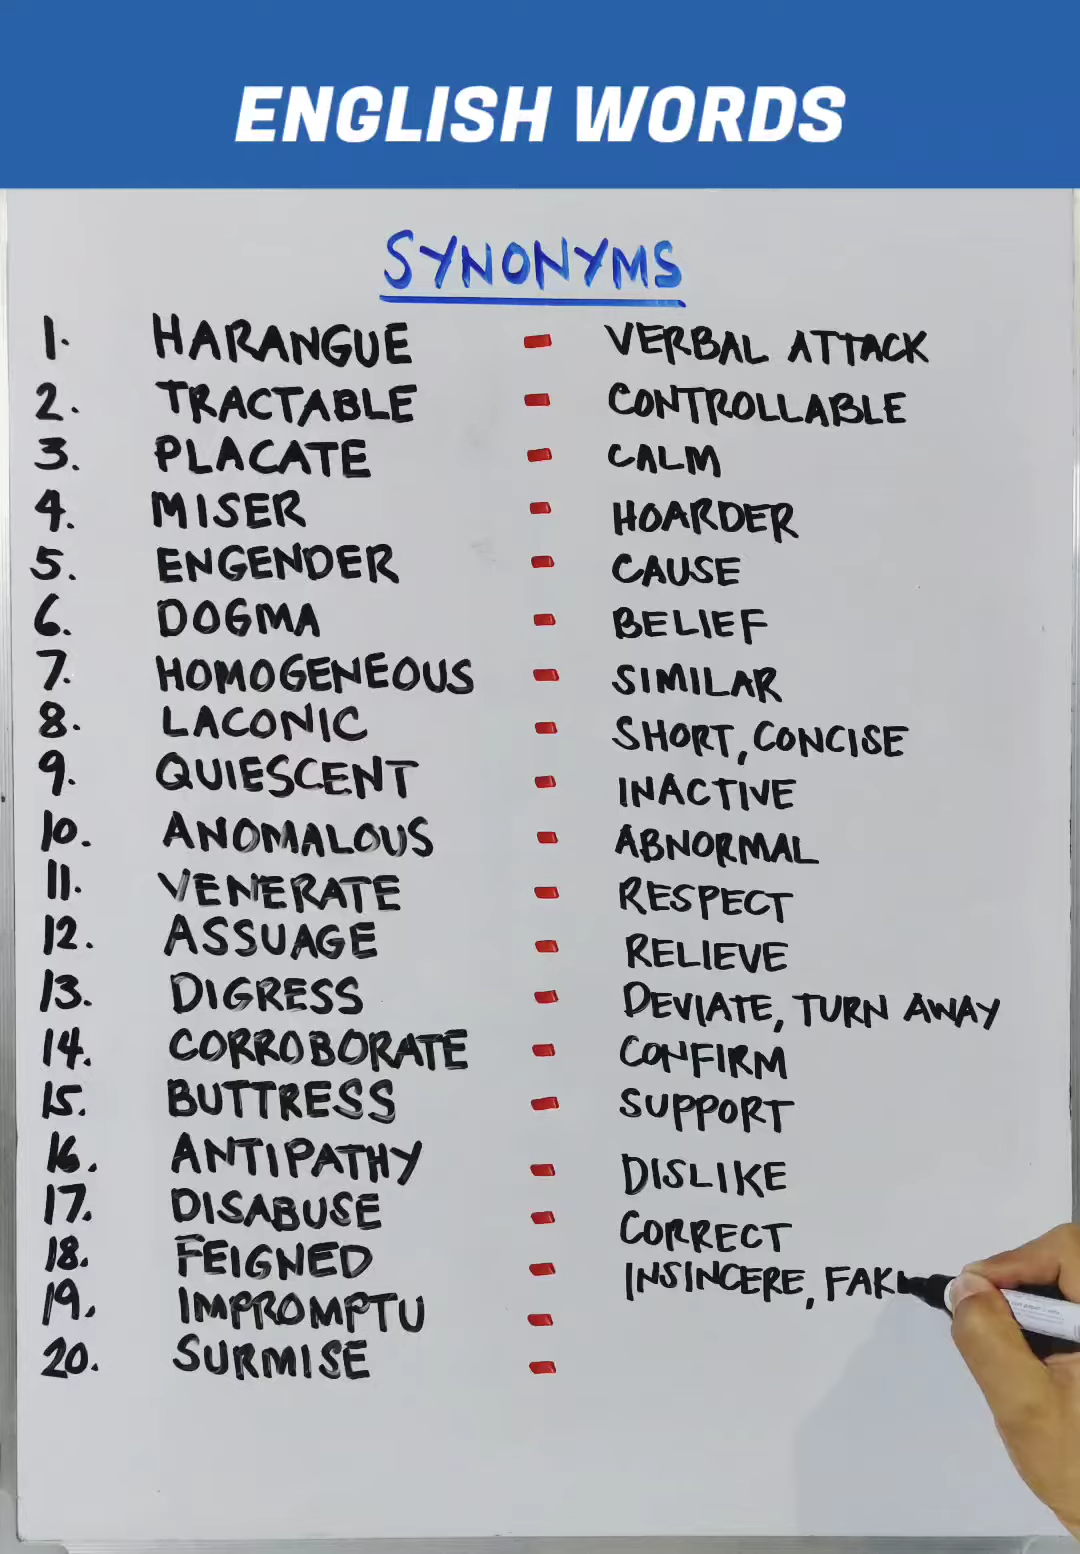 ENGLISH WORDS
SYNONYMS
1. HARANGUE - VERBAL ATTACK
2. TRACTABLE - CONTROLLABLE
3. PLACATE - CALM
4. MISER - HOARDER
5. ENGENDER - CAUSE
6. DOGMA - BELIEF
7. HOMOGENEOUS - SIMILAR
8. LACONIC - SHORT, CONCISE
9. QUIESCENT - INACTIVE
10. ANOMALOUS - ABNORMAL
11. VENERATE - RESPECT
12. ASSUAGE - RELIEVE
13. DIGRESS - DEVIATE, TURN AWAY
14. CORROBORATE - CONFIRM
15. BUTTRESS - SUPPORT
16. ANTIPATHY - DISLIKE
17. DISABUSE - CORRECT
18. FEIGNED - INSINCERE, FAK
19. IMPROMPTU -
20. SURMISE -